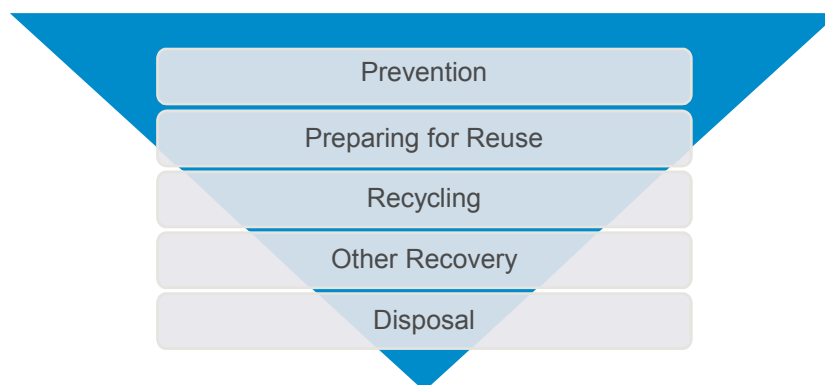 Prevention
Preparing for Reuse
Recycling
Other Recovery
Disposal